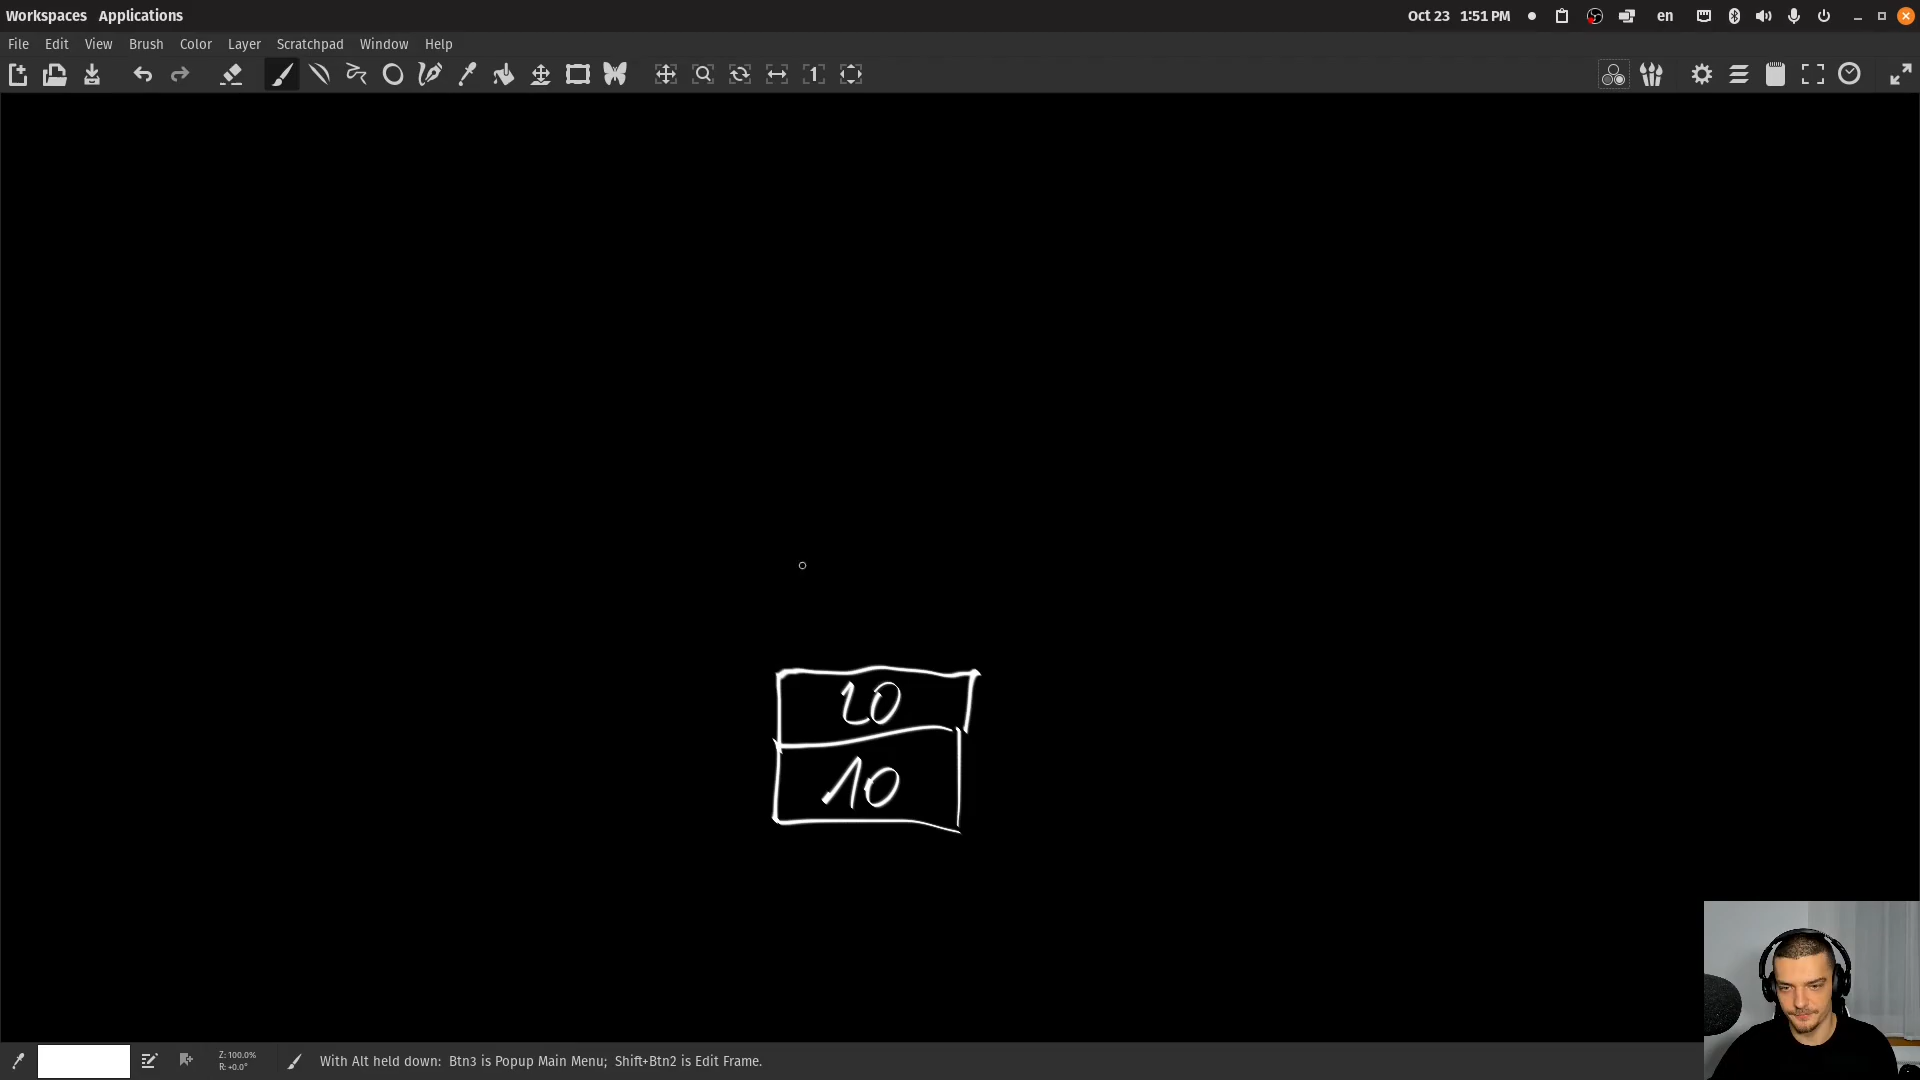 Workspaces Applications Oct 23 1:51 PM en
File Edit View Brush Color Layer Scratchpad Window Help
1
20
10
Z: 100.0%
R: +0.0°
With Alt held down: Btn3 is Popup Main Menu; Shift+Btn2 is Edit Frame.